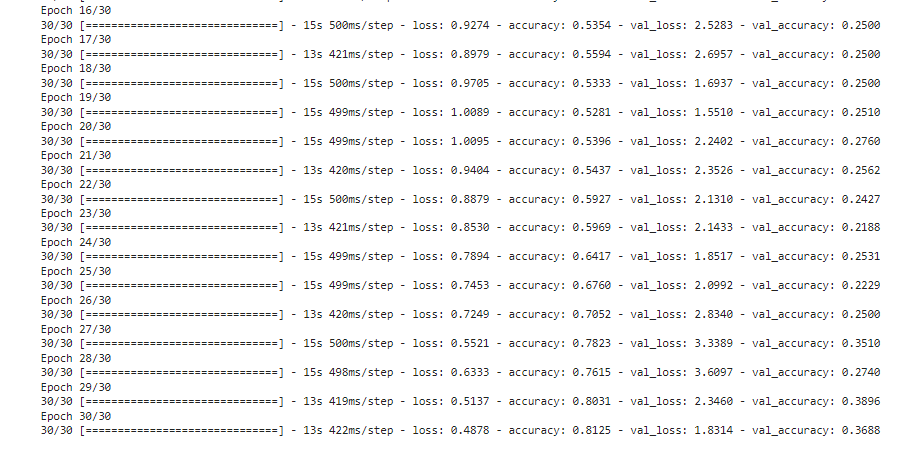 Epoch 16/30
30/30 [==============================] - 15s 500ms/step - loss: 0.9274 - accuracy: 0.5354 - val_loss: 2.5283 - val_accuracy: 0.2500
Epoch 17/30
30/30 [==============================] - 13s 421ms/step - loss: 0.8979 - accuracy: 0.5594 - val_loss: 2.6957 - val_accuracy: 0.2500
Epoch 18/30
30/30 [==============================] - 15s 500ms/step - loss: 0.9705 - accuracy: 0.5333 - val_loss: 1.6937 - val_accuracy: 0.2500
Epoch 19/30
30/30 [==============================] - 15s 499ms/step - loss: 1.0089 - accuracy: 0.5281 - val_loss: 1.5510 - val_accuracy: 0.2510
Epoch 20/30
30/30 [==============================] - 15s 499ms/step - loss: 1.0095 - accuracy: 0.5396 - val_loss: 2.2402 - val_accuracy: 0.2760
Epoch 21/30
30/30 [==============================] - 13s 420ms/step - loss: 0.9404 - accuracy: 0.5437 - val_loss: 2.3526 - val_accuracy: 0.2562
Epoch 22/30
30/30 [==============================] - 15s 500ms/step - loss: 0.8879 - accuracy: 0.5927 - val_loss: 2.1310 - val_accuracy: 0.2427
Epoch 23/30
30/30 [==============================] - 13s 421ms/step - loss: 0.8530 - accuracy: 0.5969 - val_loss: 2.1433 - val_accuracy: 0.2188
Epoch 24/30
30/30 [==============================] - 15s 499ms/step - loss: 0.7894 - accuracy: 0.6417 - val_loss: 1.8517 - val_accuracy: 0.2531
Epoch 25/30
30/30 [==============================] - 15s 499ms/step - loss: 0.7453 - accuracy: 0.6760 - val_loss: 2.0992 - val_accuracy: 0.2229
Epoch 26/30
30/30 [==============================] - 13s 420ms/step - loss: 0.7249 - accuracy: 0.7052 - val_loss: 2.8340 - val_accuracy: 0.2500
Epoch 27/30
30/30 [==============================] - 15s 500ms/step - loss: 0.5521 - accuracy: 0.7823 - val_loss: 3.3389 - val_accuracy: 0.3510
Epoch 28/30
30/30 [==============================] - 15s 498ms/step - loss: 0.6333 - accuracy: 0.7615 - val_loss: 3.6097 - val_accuracy: 0.2740
Epoch 29/30
30/30 [==============================] - 13s 419ms/step - loss: 0.5137 - accuracy: 0.8031 - val_loss: 2.3460 - val_accuracy: 0.3896
Epoch 30/30
30/30 [==============================] - 13s 422ms/step - loss: 0.4878 - accuracy: 0.8125 - val_loss: 1.8314 - val_accuracy: 0.3688